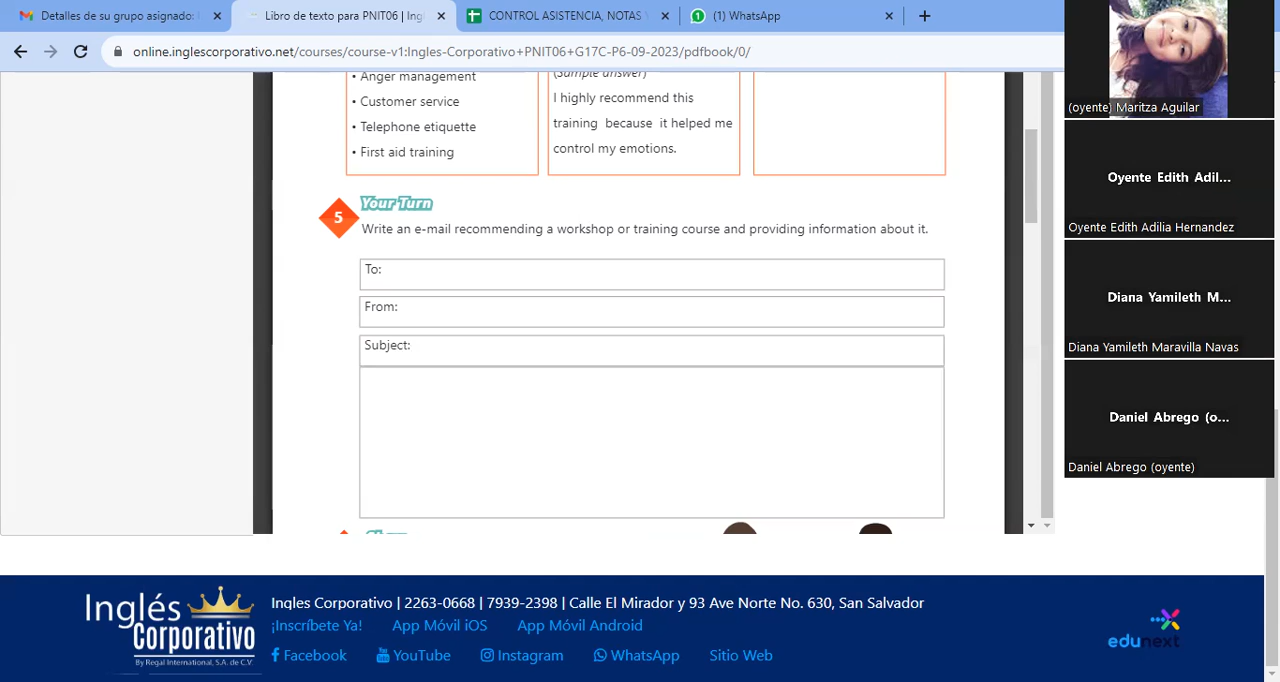 Detalles de su grupo asignado:
Libro de texto para PNIT06 | Ing
CONTROL ASISTENCIA, NOTAS
(1) WhatsApp
online.inglescorporativo.net/courses/course-v1:Ingles-Corporativo+PNIT06+G17C-P6-09-2023/pdfbook/0/
• Anger management
• Customer service
• Telephone etiquette
• First aid training
(Sample answer)
I highly recommend this
training because it helped me
control my emotions.
5
Your Turn
Write an e-mail recommending a workshop or training course and providing information about it.
To:
From:
Subject:
(oyente) Maritza Aguilar
Oyente Edith Adil...
Oyente Edith Adilia Hernandez
Diana Yamileth M...
Diana Yamileth Maravilla Navas
Daniel Abrego (o...
Daniel Abrego (oyente)
Inglés
Corporativo
By Regal International, S.A. de C.V.
Ingles Corporativo | 2263-0668 | 7939-2398 | Calle El Mirador y 93 Ave Norte No. 630, San Salvador
¡Inscríbete Ya! App Móvil iOS App Móvil Android
Facebook YouTube Instagram WhatsApp Sitio Web
edunext